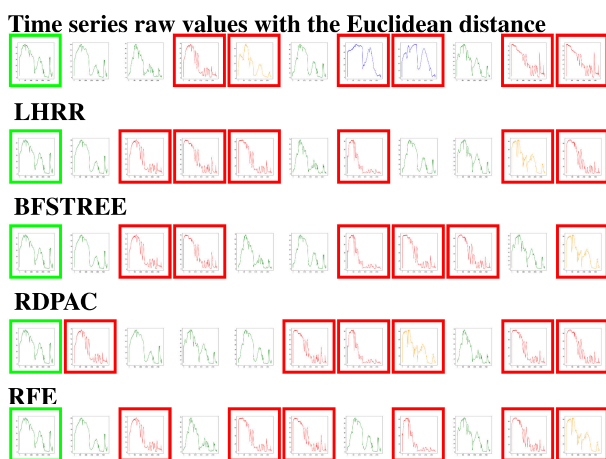 Time series raw values with the Euclidean distance
LHRR
BFSTREE
RDPAC
RFE